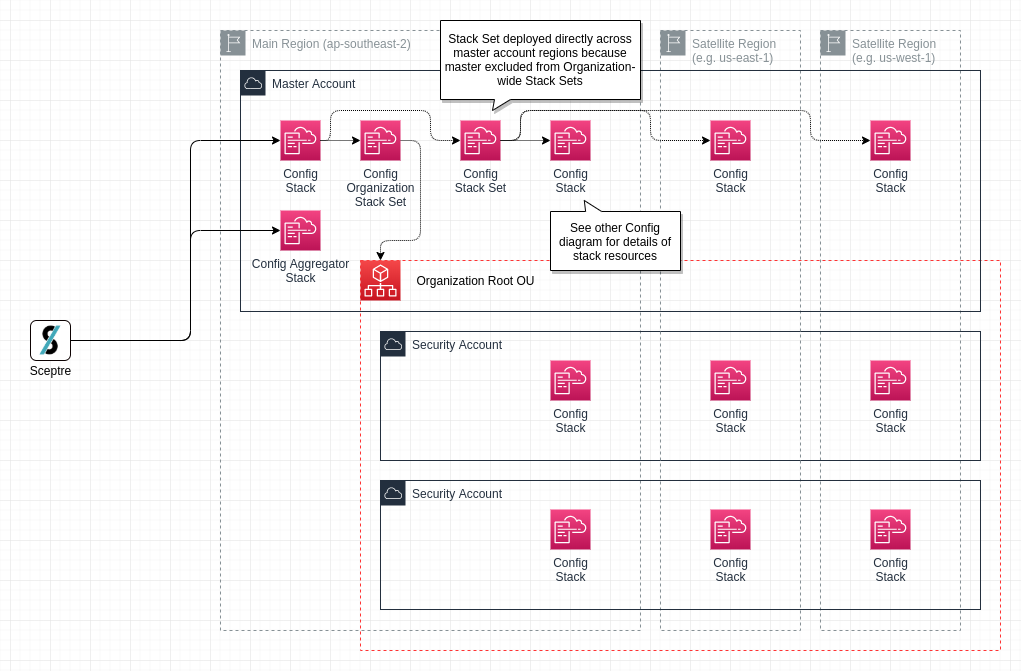 Main Region (ap-southeast-2)
Stack Set deployed directly across
master account regions because
master excluded from Organization-
wide Stack Sets
Satellite Region
(e.g. us-east-1)
Satellite Region
(e.g. us-west-1)
Master Account
Config
Stack
Config
Organization
Stack Set
Config
Stack Set
Config
Stack
Config
Stack
Config
Stack
See other Config
diagram for details of
stack resources
Config Aggregator
Stack
Organization Root OU
Sceptre
Security Account
Config
Stack
Config
Stack
Config
Stack
Security Account
Config
Stack
Config
Stack
Config
Stack